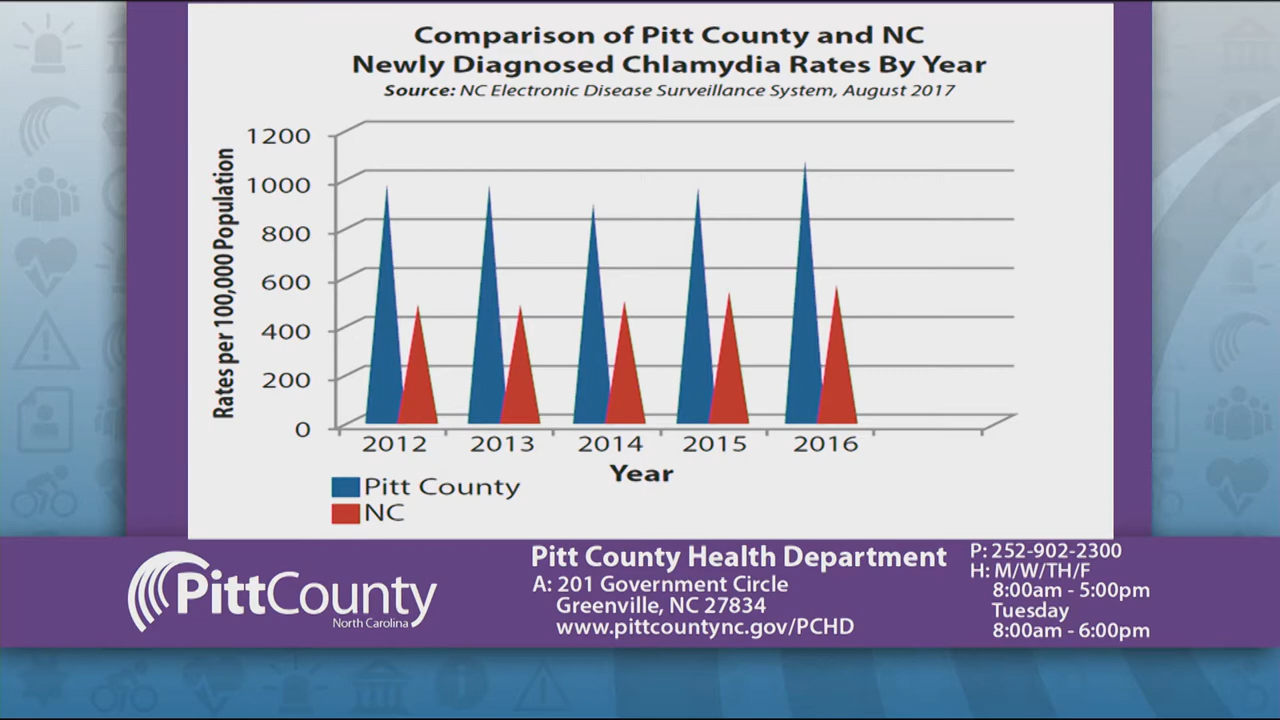 Comparison of Pitt County and NC
Newly Diagnosed Chlamydia Rates By Year
Source: NC Electronic Disease Surveillance System, August 2017
Rates per 100,000 Population
1200
1000
800
600
400
200
0
2012 2013 2014 2015 2016
Year
Pitt County
NC
PittCounty
North Carolina
Pitt County Health Department
A: 201 Government Circle
Greenville, NC 27834
www.pittcountync.gov/PCHD
P: 252-902-2300
H: M/W/TH/F
8:00am - 5:00pm
Tuesday
8:00am - 6:00pm